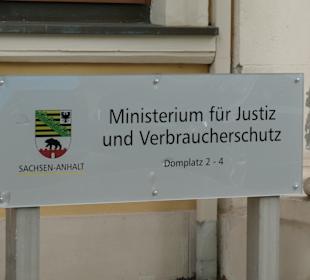 Ministerium für Justiz
und Verbraucherschutz
Domplatz 2 - 4
SACHSEN-ANHALT